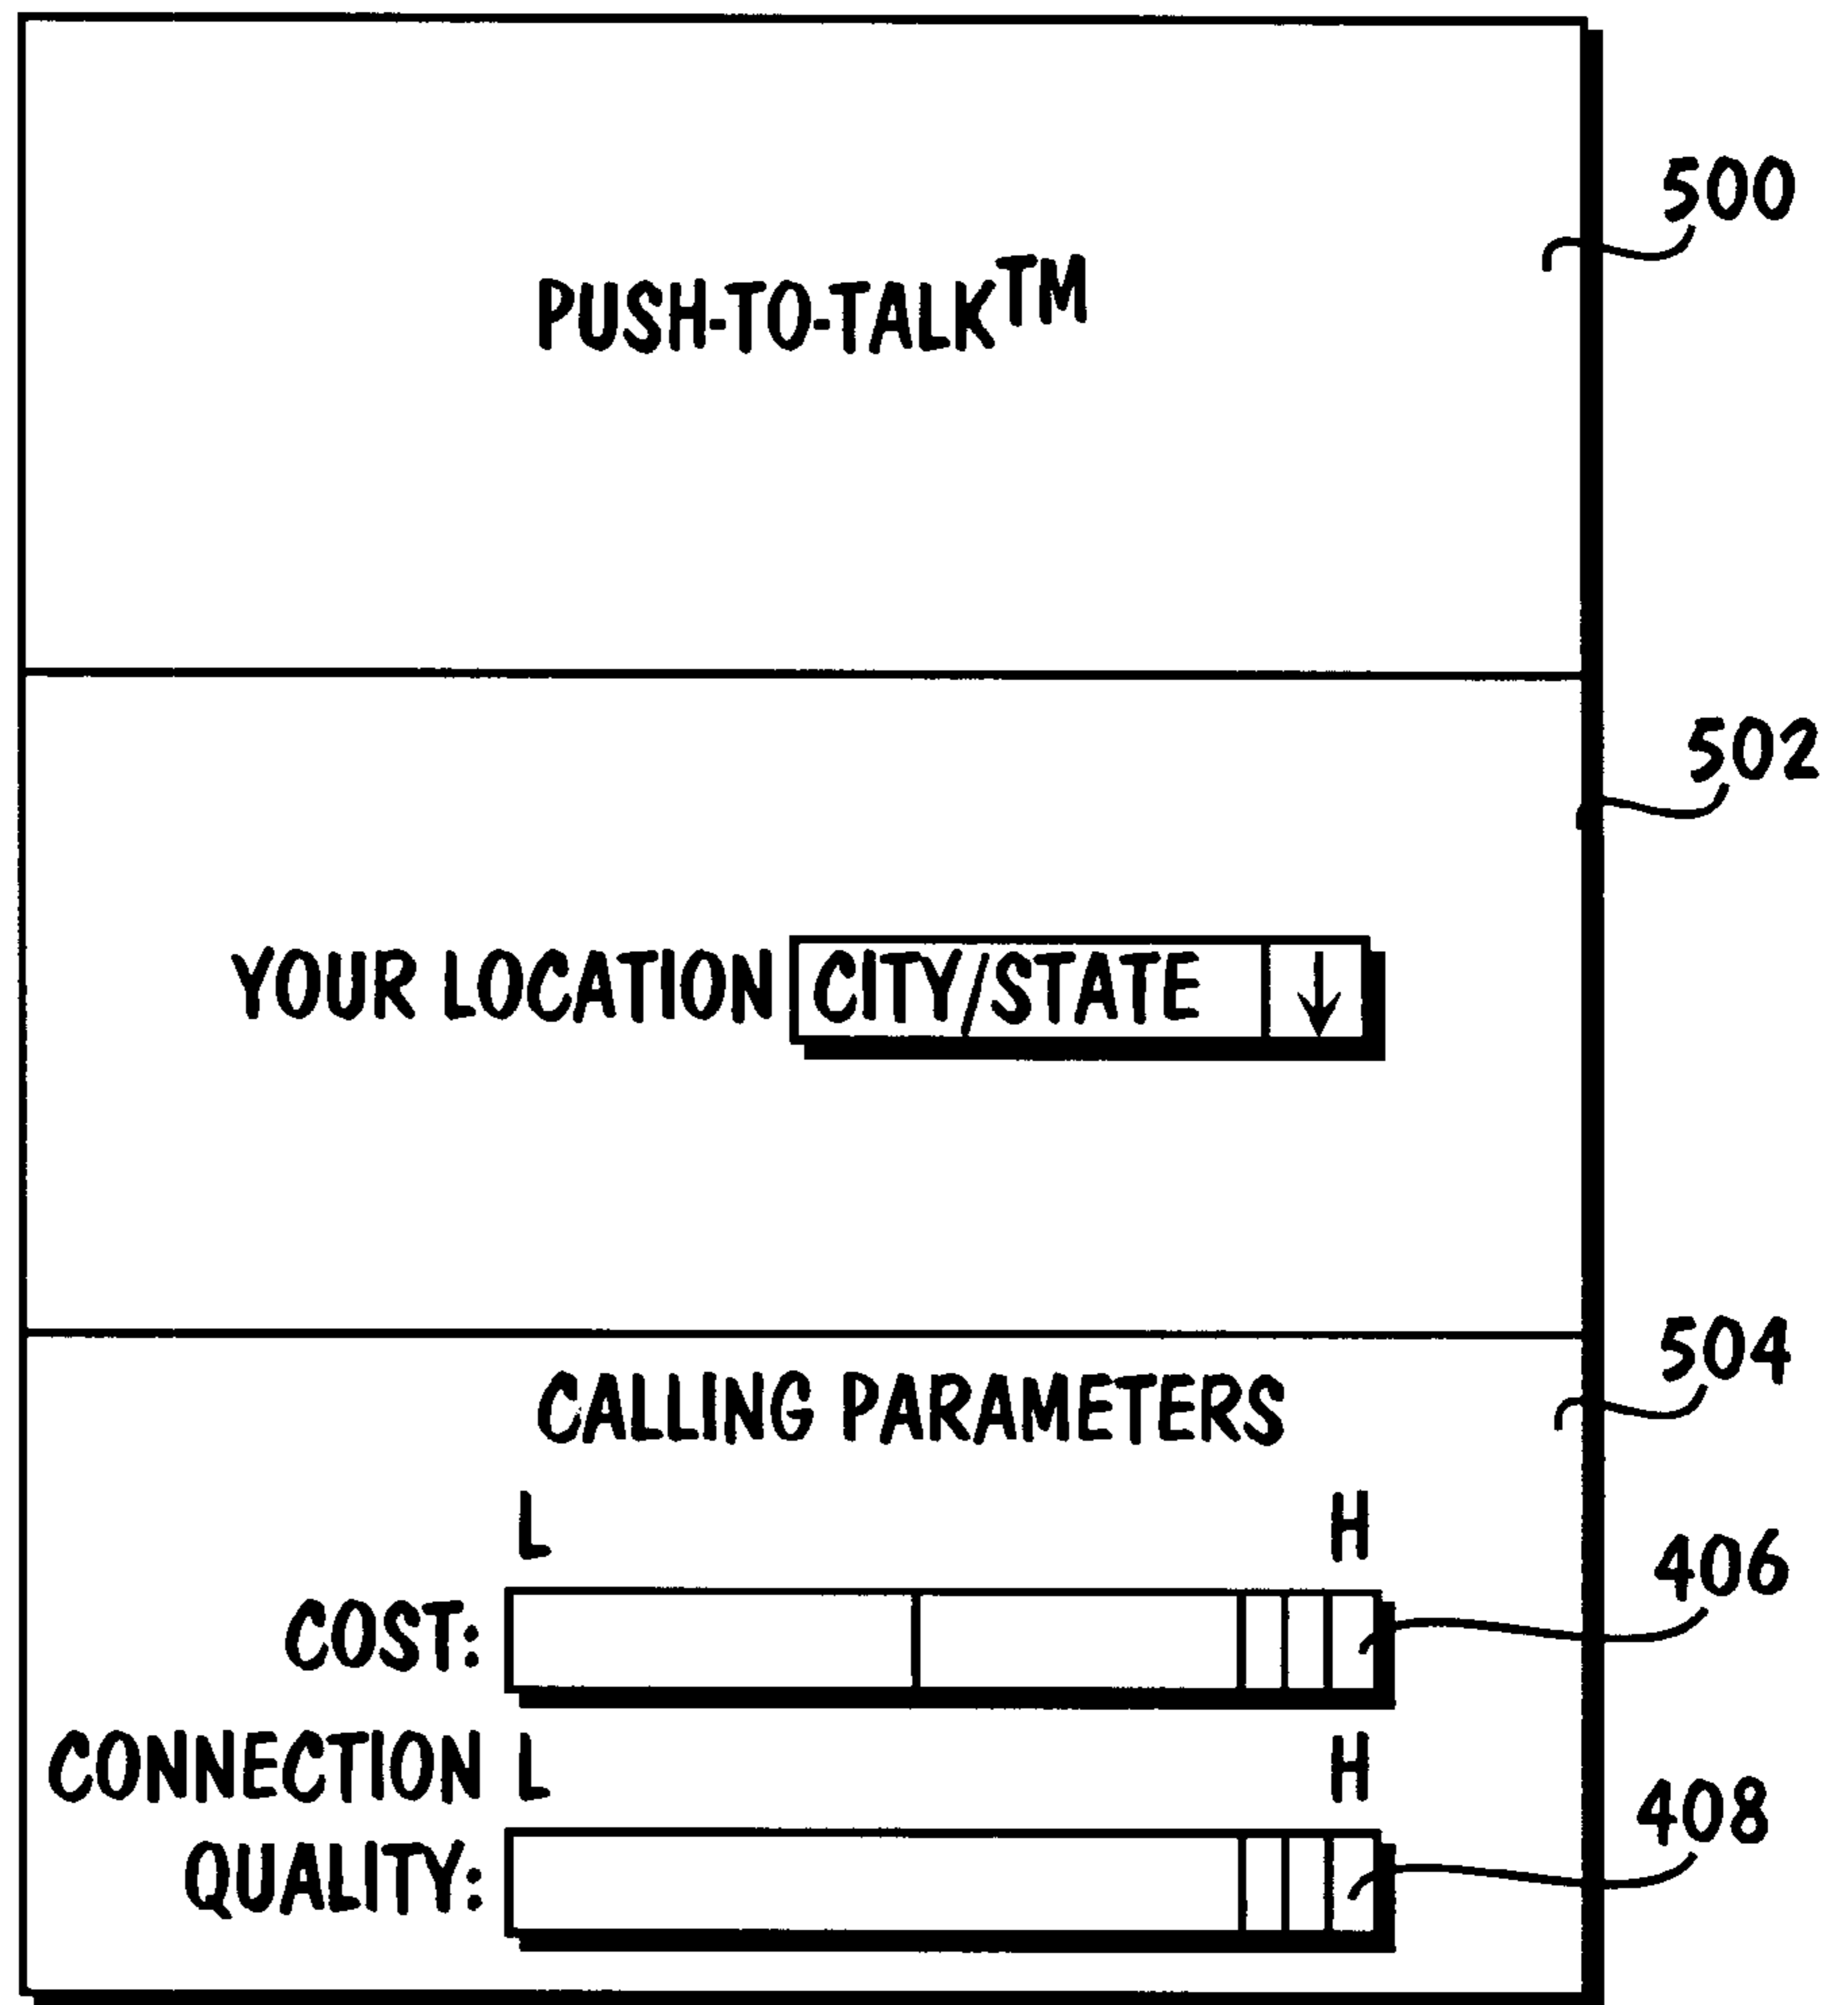 500
PUSH-TO-TALK™
502
YOUR LOCATION CITY/STATE ↓
504
CALLING PARAMETERS
L H
406
COST:
CONNECTION L H
408
QUALITY: